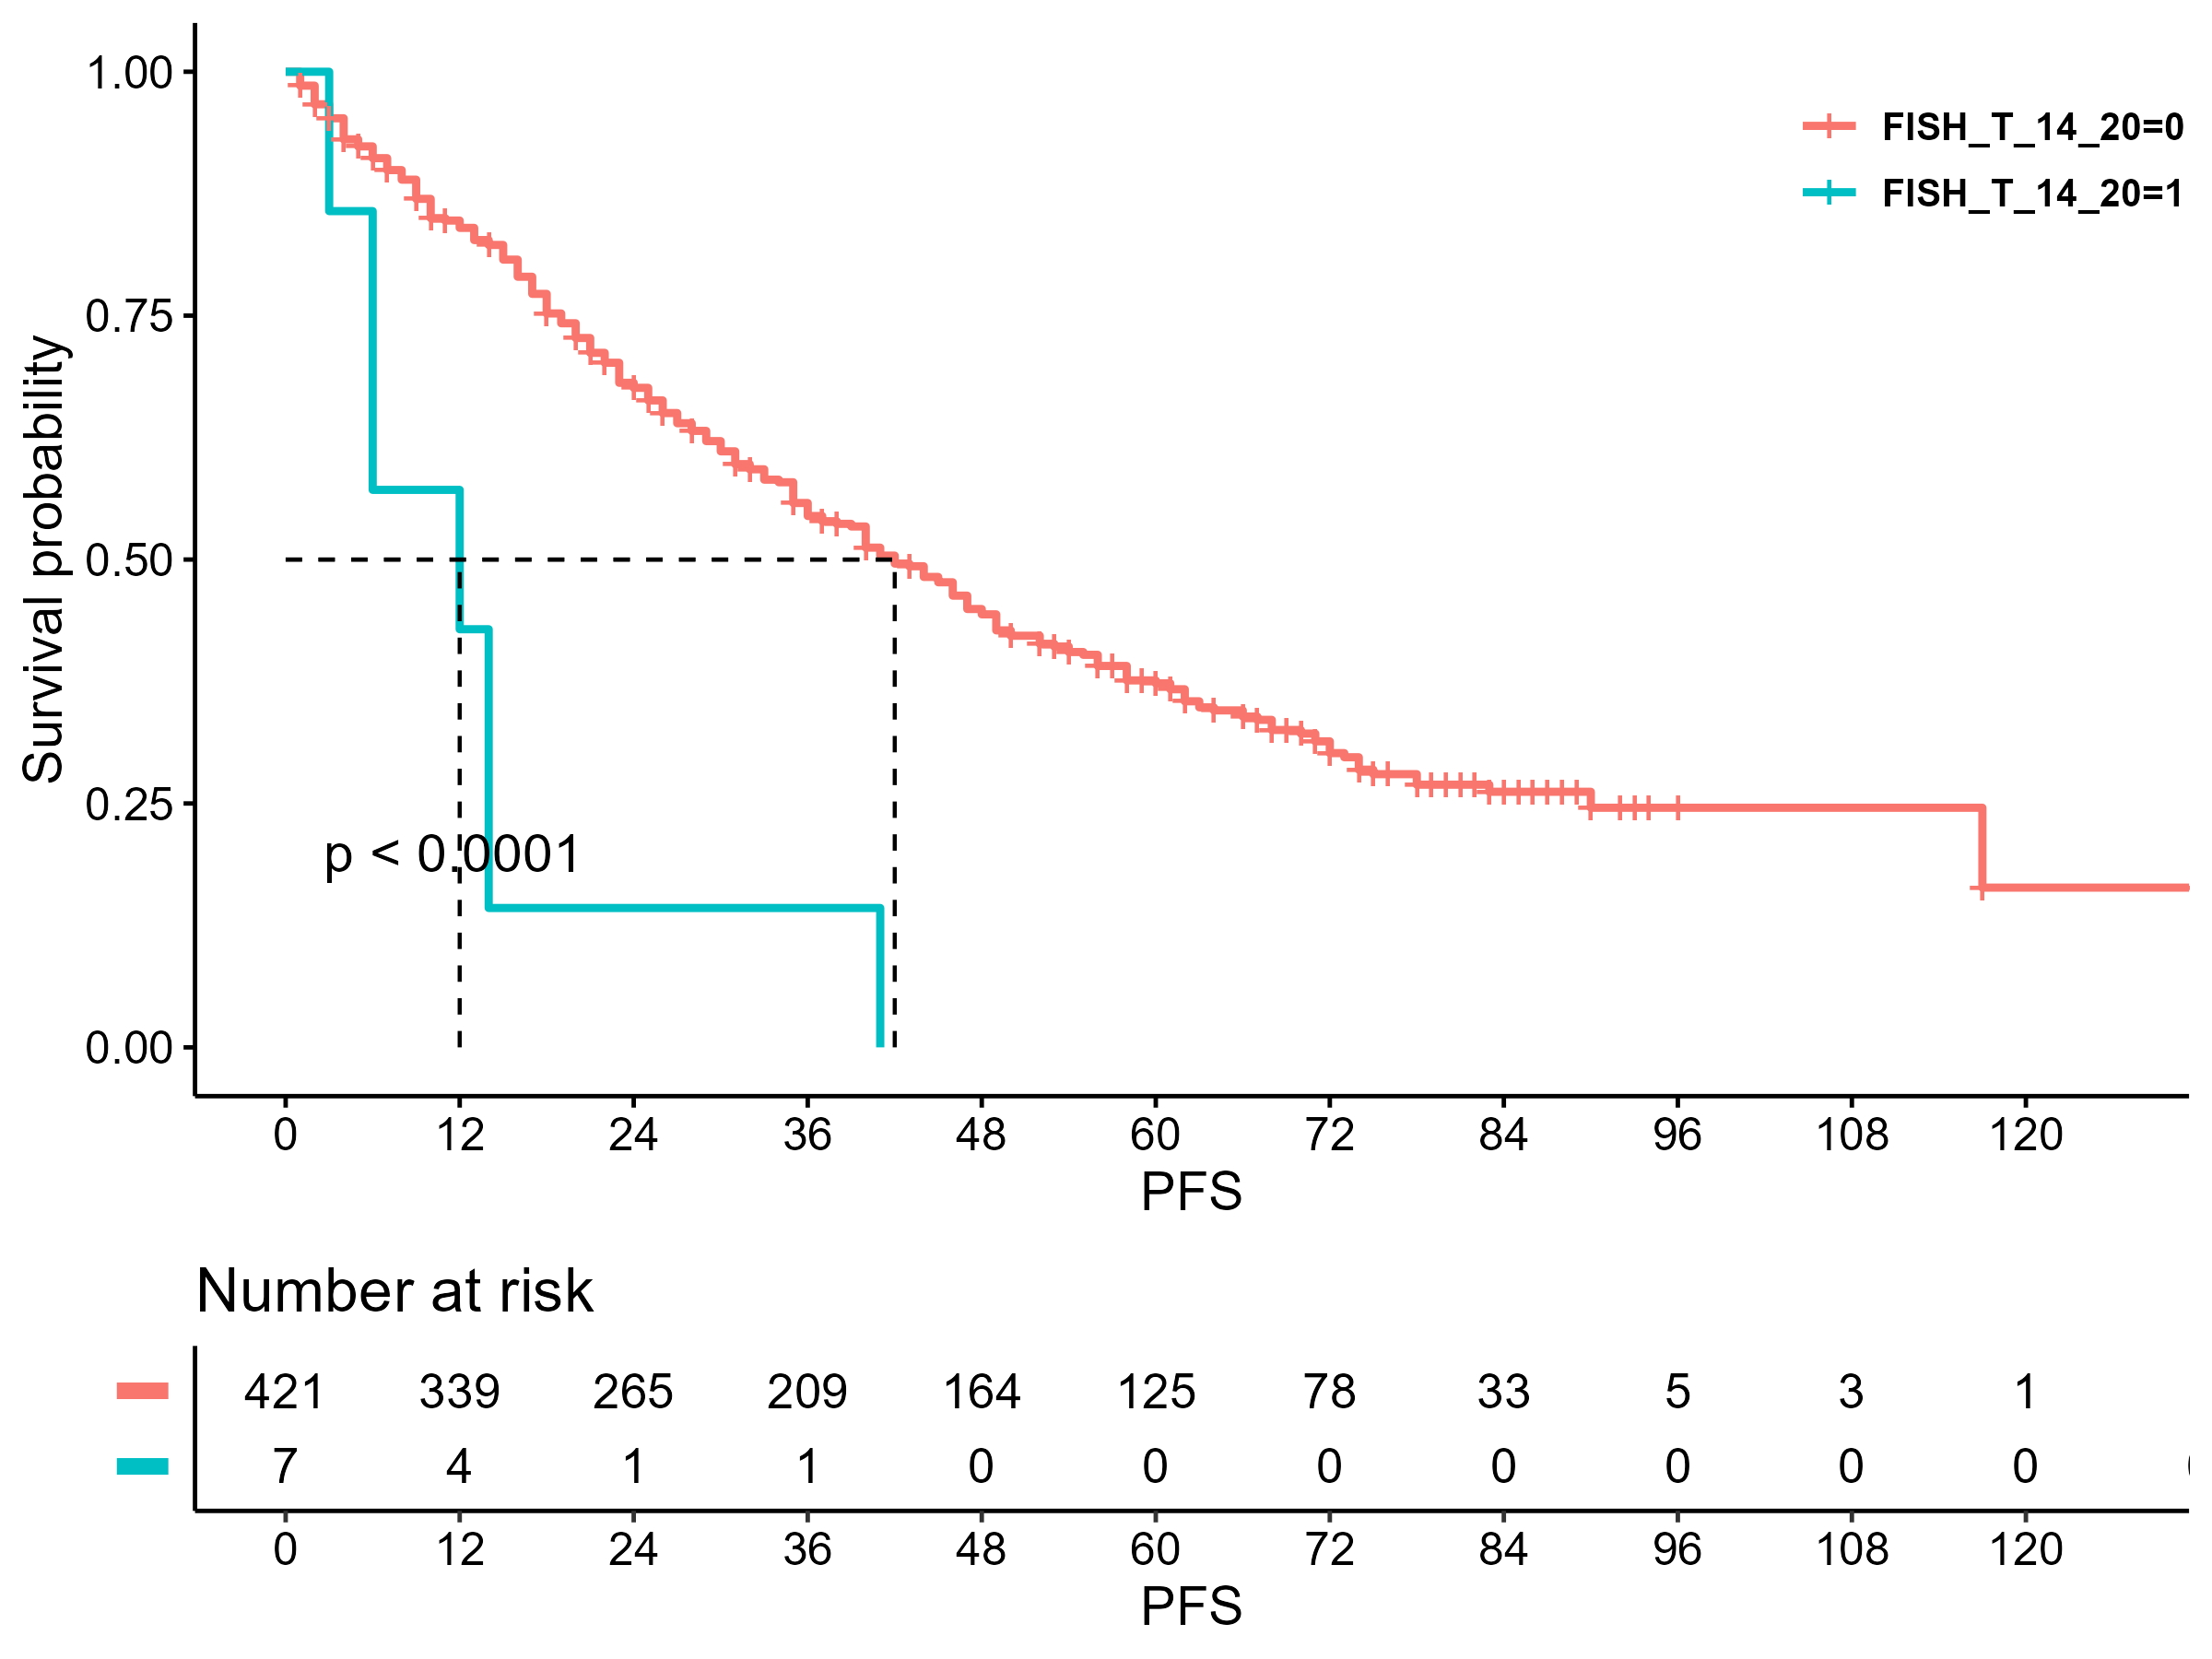 1.00
0.75
0.50
0.25
0.00
Survival probability
FISH_T_14_20=0
FISH_T_14_20=1
p < 0.0001
0 12 24 36 48 60 72 84 96 108 120
PFS
Number at risk
421 339 265 209 164 125 78 33 5 3 1
7 4 1 1 0 0 0 0 0 0 0
0 12 24 36 48 60 72 84 96 108 120
PFS